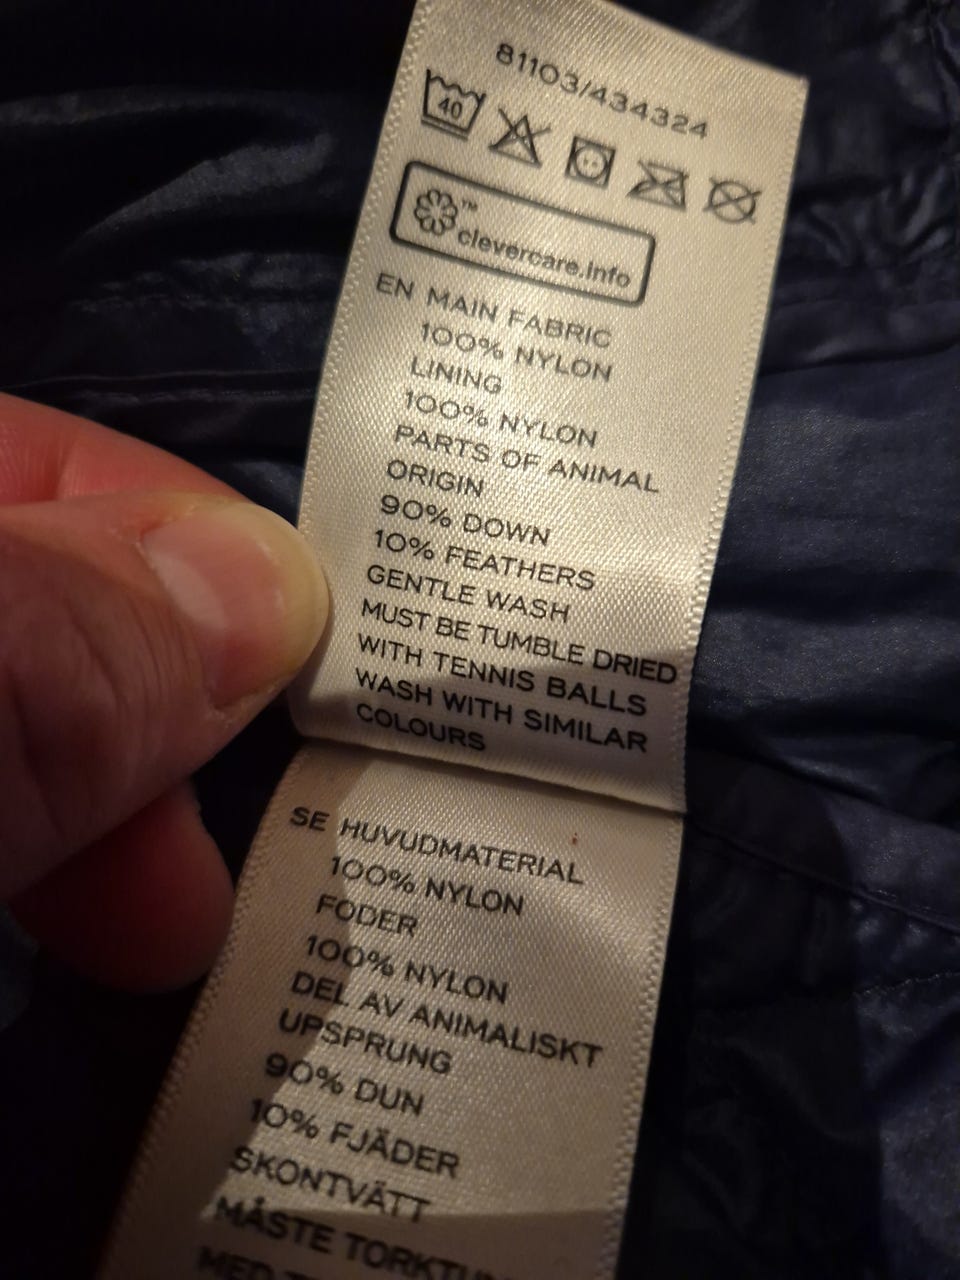 81103/434324
40
™
clevercare.info
EN MAIN FABRIC
100% NYLON
LINING
100% NYLON
PARTS OF ANIMAL
ORIGIN
90% DOWN
10% FEATHERS
GENTLE WASH
MUST BE TUMBLE DRIED
WITH TENNIS BALLS
WASH WITH SIMILAR
COLOURS
SE HUVUDMATERIAL
100% NYLON
FODER
100% NYLON
DEL AV ANIMALISKT
UPSPRUNG
90% DUN
10% FJÄDER
SKONTVÄTT
MÅSTE
MED